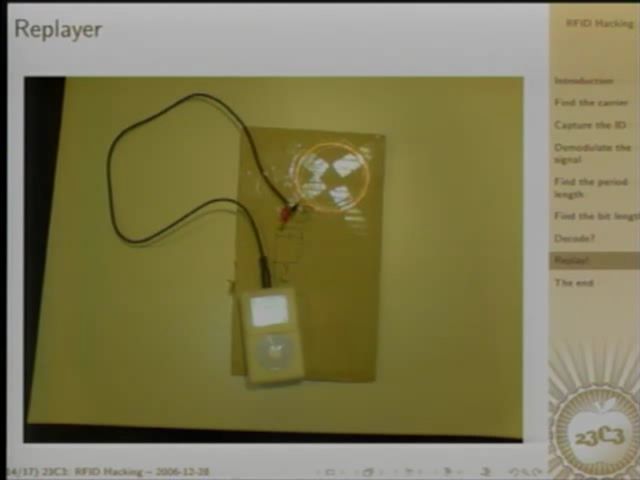 Replayer
RFID Hacking
Introduction
Find the carrier
Capture the ID
Demodulate the
signal
Find the period
length
Find the bit length
Decode?
Replay!
The end
23C3
14/17) 23C3: RFID Hacking – 2006-12-28